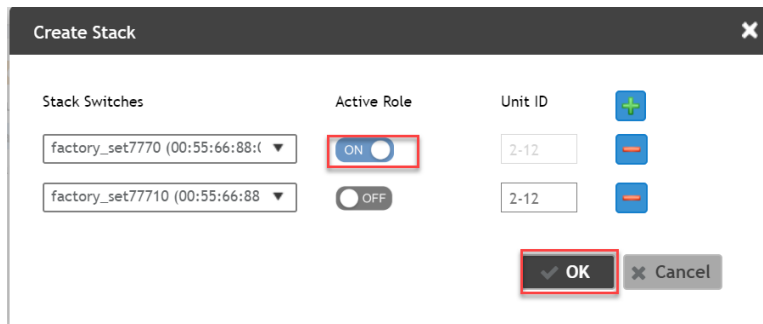 Create Stack
Stack Switches Active Role Unit ID
factory_set7770 (00:55:66:88:( ON 2-12
factory_set77710 (00:55:66:88 OFF 2-12
OK Cancel